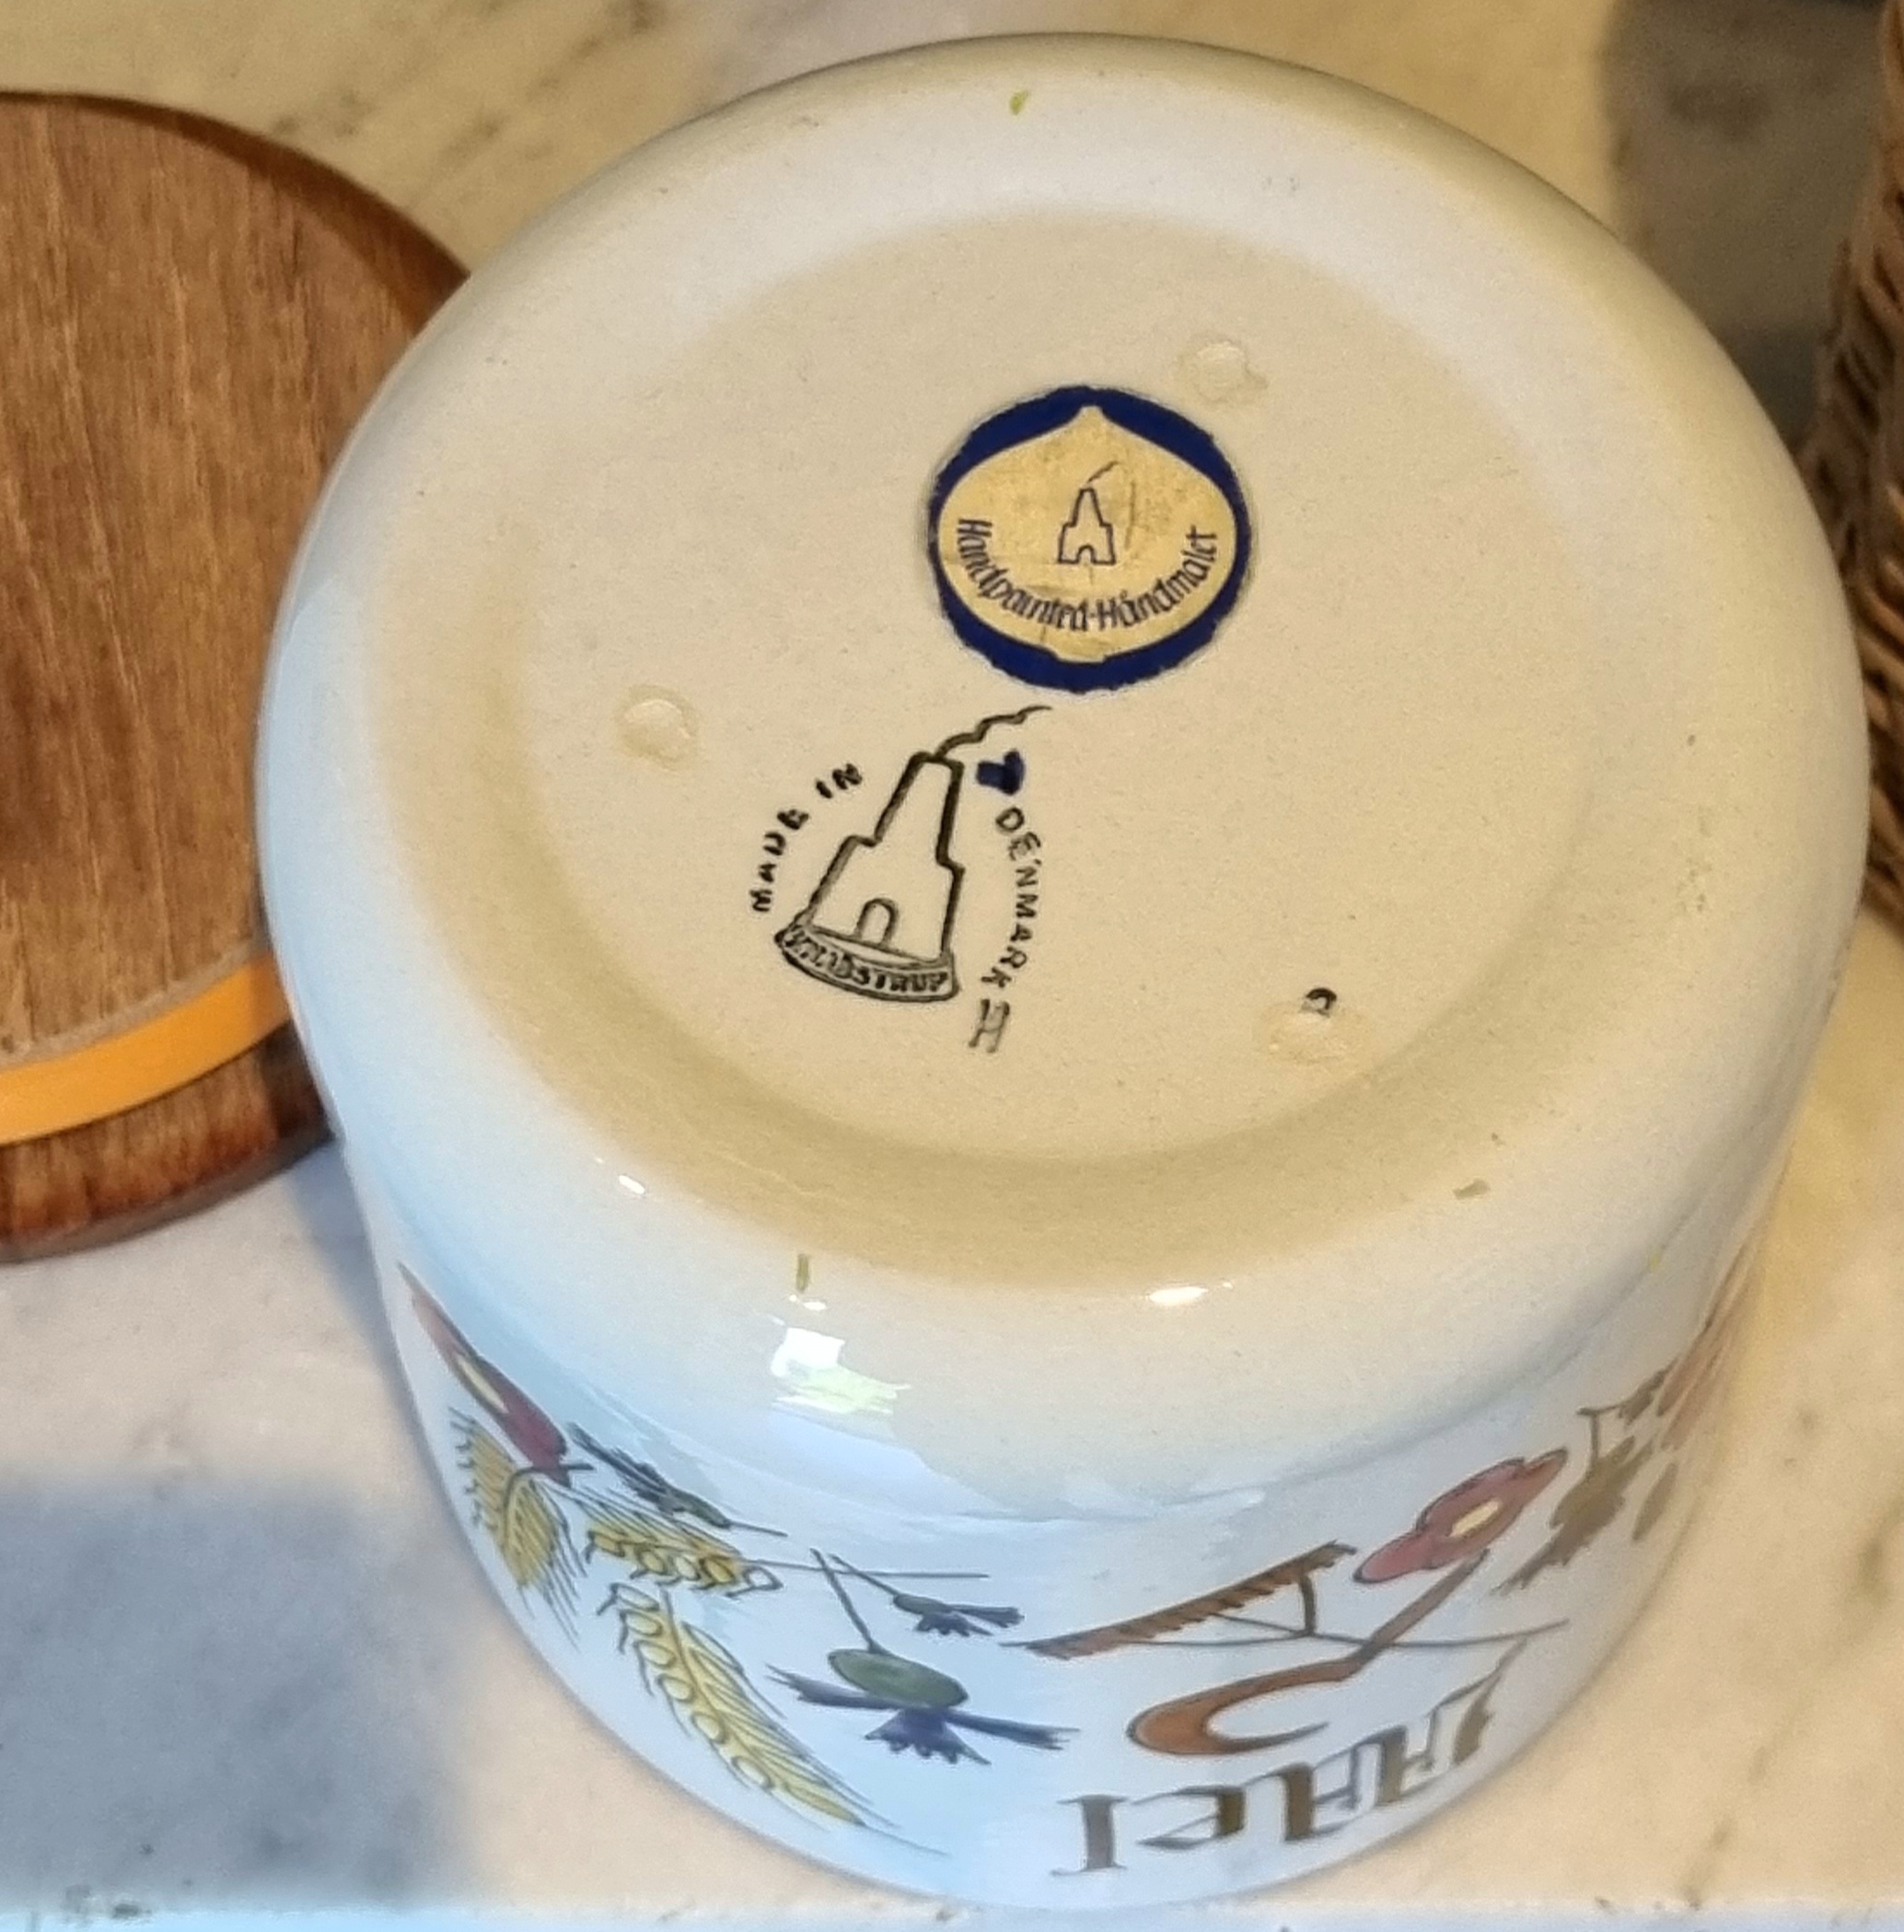 Handpainted·Håndmalet
MADE IN DENMARK
KNABSTRUP